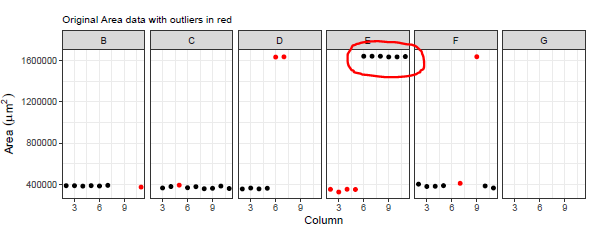 Original Area data with outliers in red
B C D E F G
Area (μm²)
1600000
1200000
800000
400000
3 6 9 3 6 9 3 6 9 3 6 9 3 6 9 3 6 9
Column